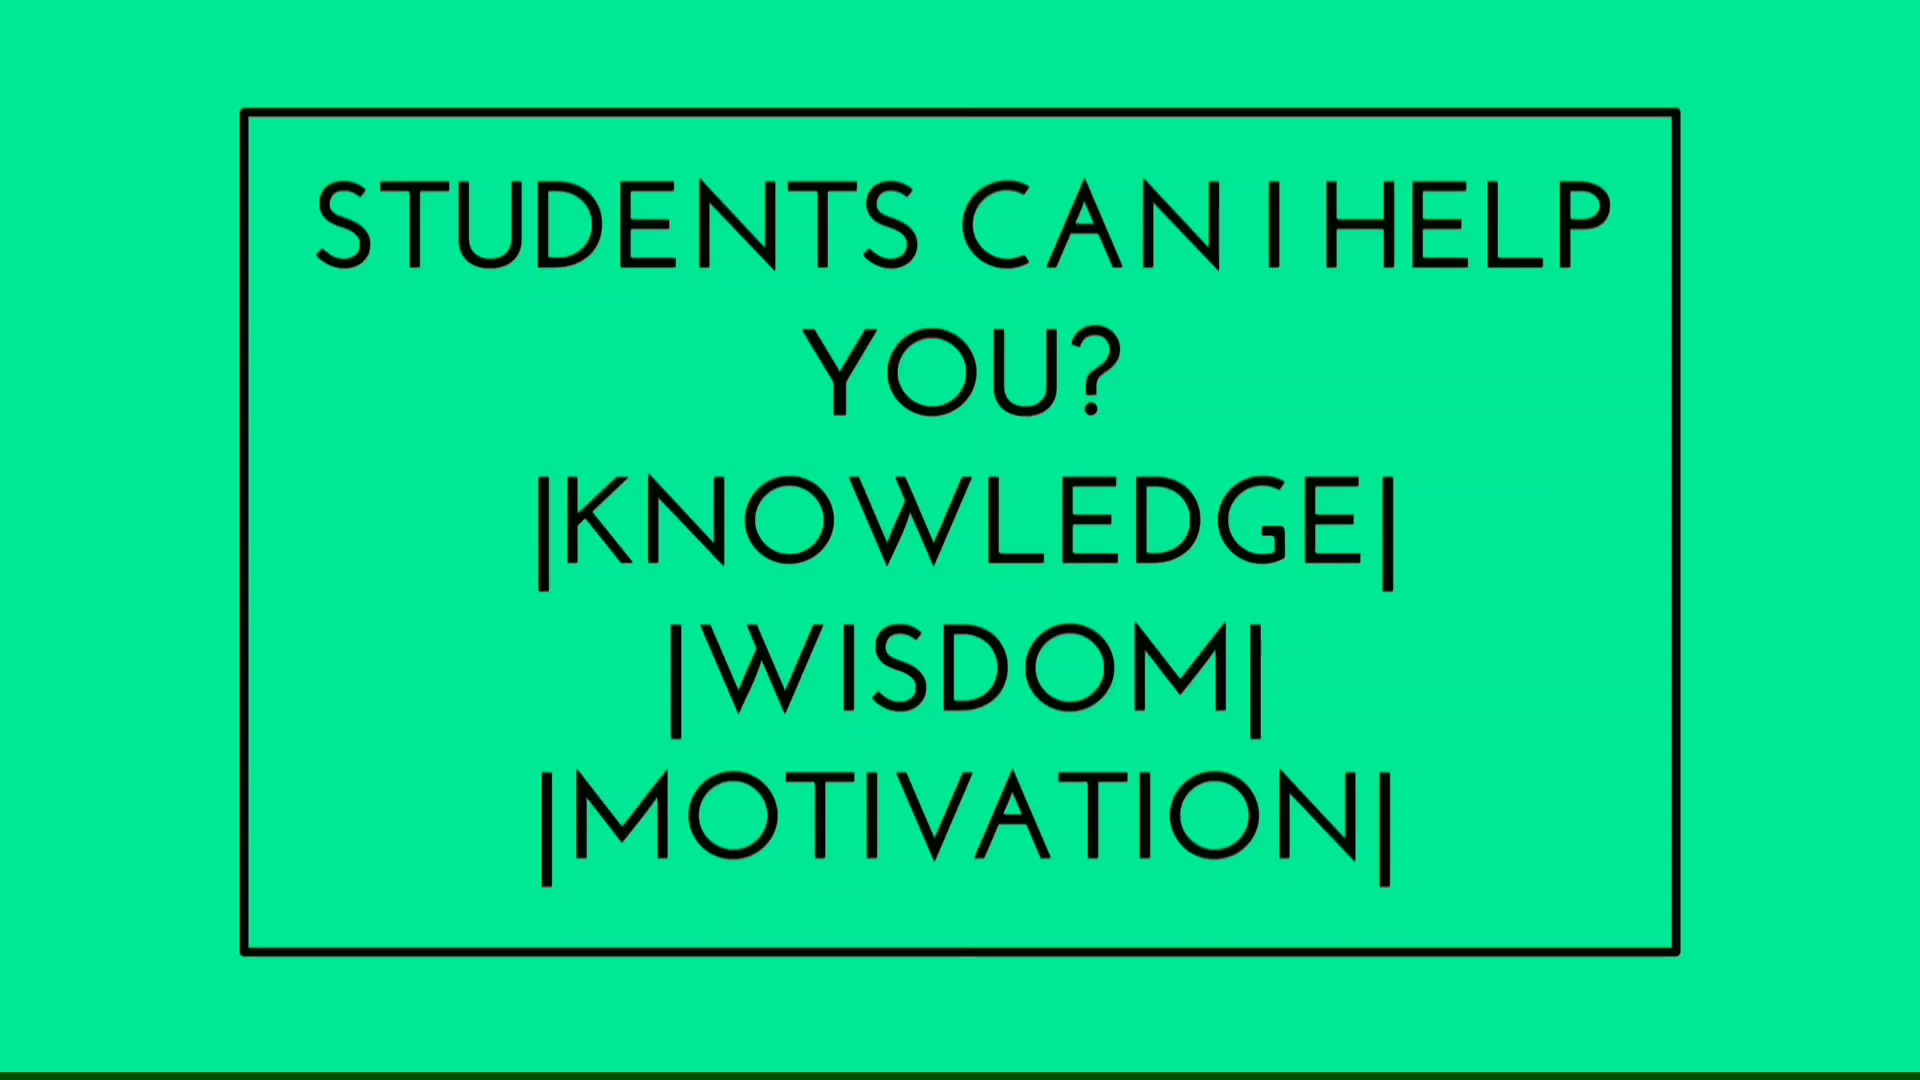 STUDENTS CAN I HELP
YOU?
|KNOWLEDGE|
|WISDOM|
|MOTIVATION|